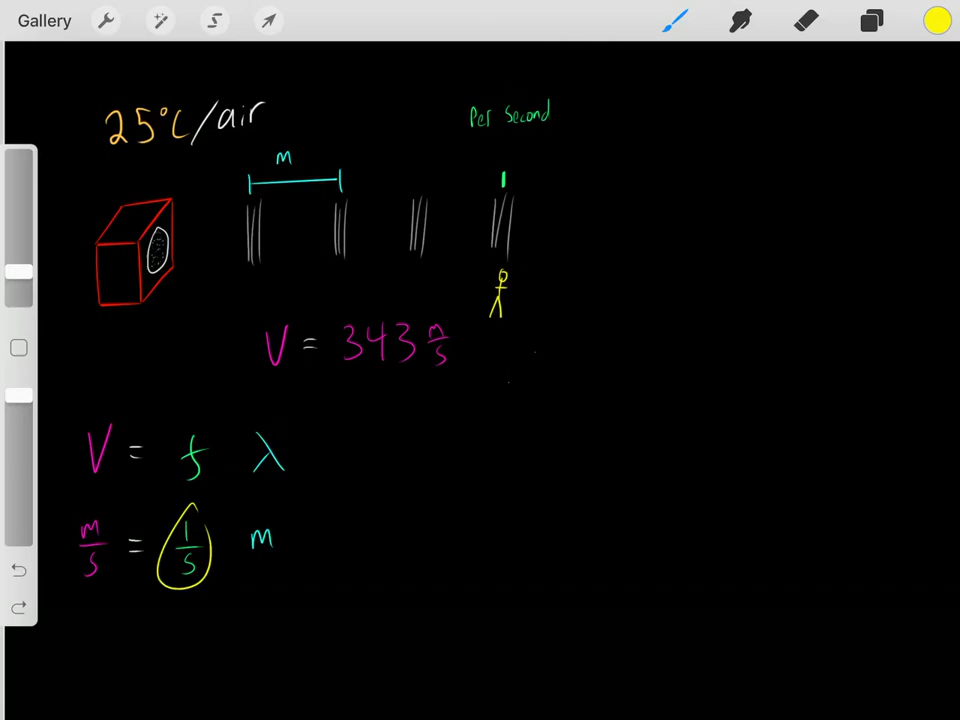 Gallery
25°C/air
Per Second
m
1
V = 343 m/s
V = f λ
m/s = 1/s m